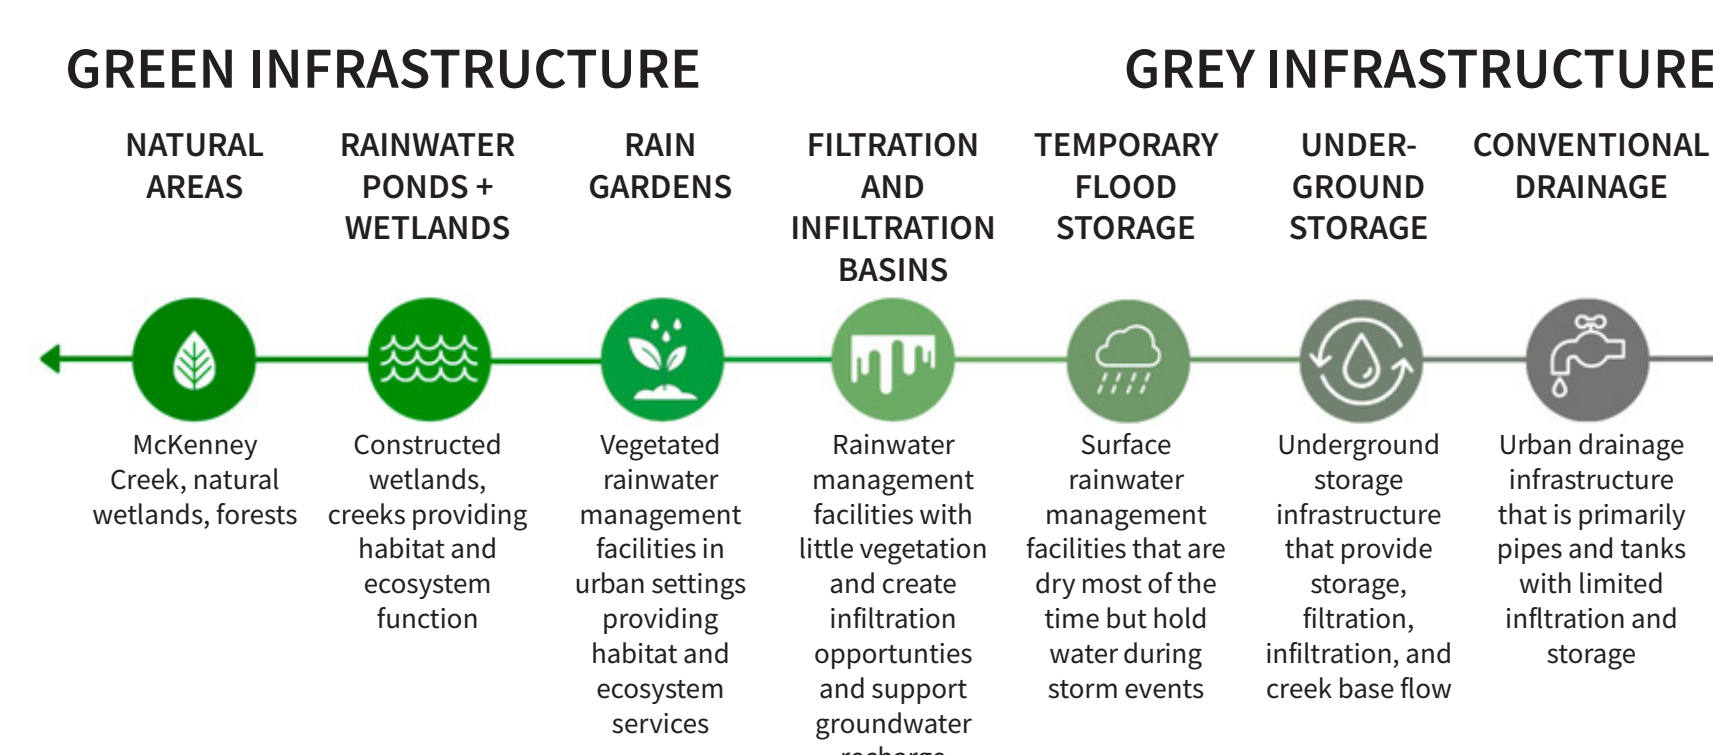 GREEN INFRASTRUCTURE
GREY INFRASTRUCTURE
NATURAL
AREAS
McKenney
Creek, natural
wetlands, forests
RAINWATER
PONDS +
WETLANDS
Constructed
wetlands,
creeks providing
habitat and
ecosystem
function
RAIN
GARDENS
Vegetated
rainwater
management
facilities in
urban settings
providing
habitat and
ecosystem
services
FILTRATION
AND
INFILTRATION
BASINS
Rainwater
management
facilities with
little vegetation
and create
infiltration
opportunties
and support
groundwater
recharge
TEMPORARY
FLOOD
STORAGE
Surface
rainwater
management
facilities that are
dry most of the
time but hold
water during
storm events
UNDER-
GROUND
STORAGE
Underground
storage
infrastructure
that provide
storage,
filtration,
infiltration, and
creek base flow
CONVENTIONAL
DRAINAGE
Urban drainage
infrastructure
that is primarily
pipes and tanks
with limited
infltration and
storage